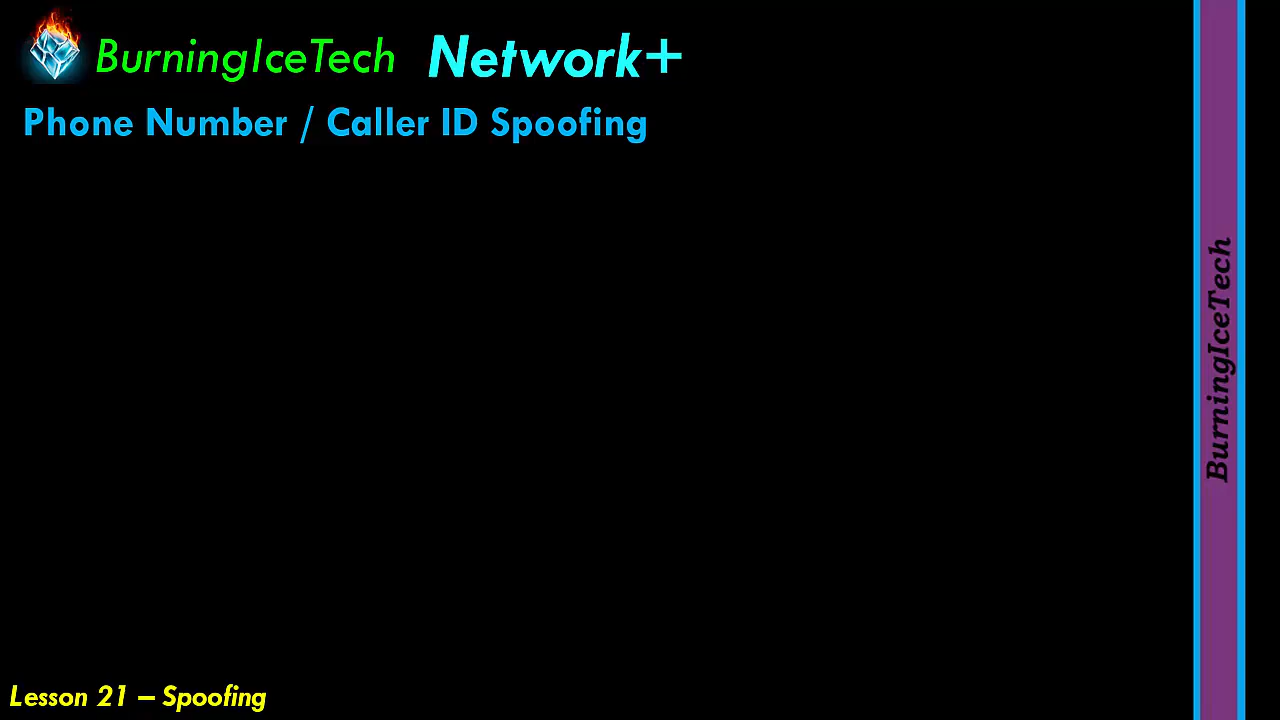 BurningIceTech Network+
Phone Number / Caller ID Spoofing
BurningIceTech
Lesson 21 – Spoofing